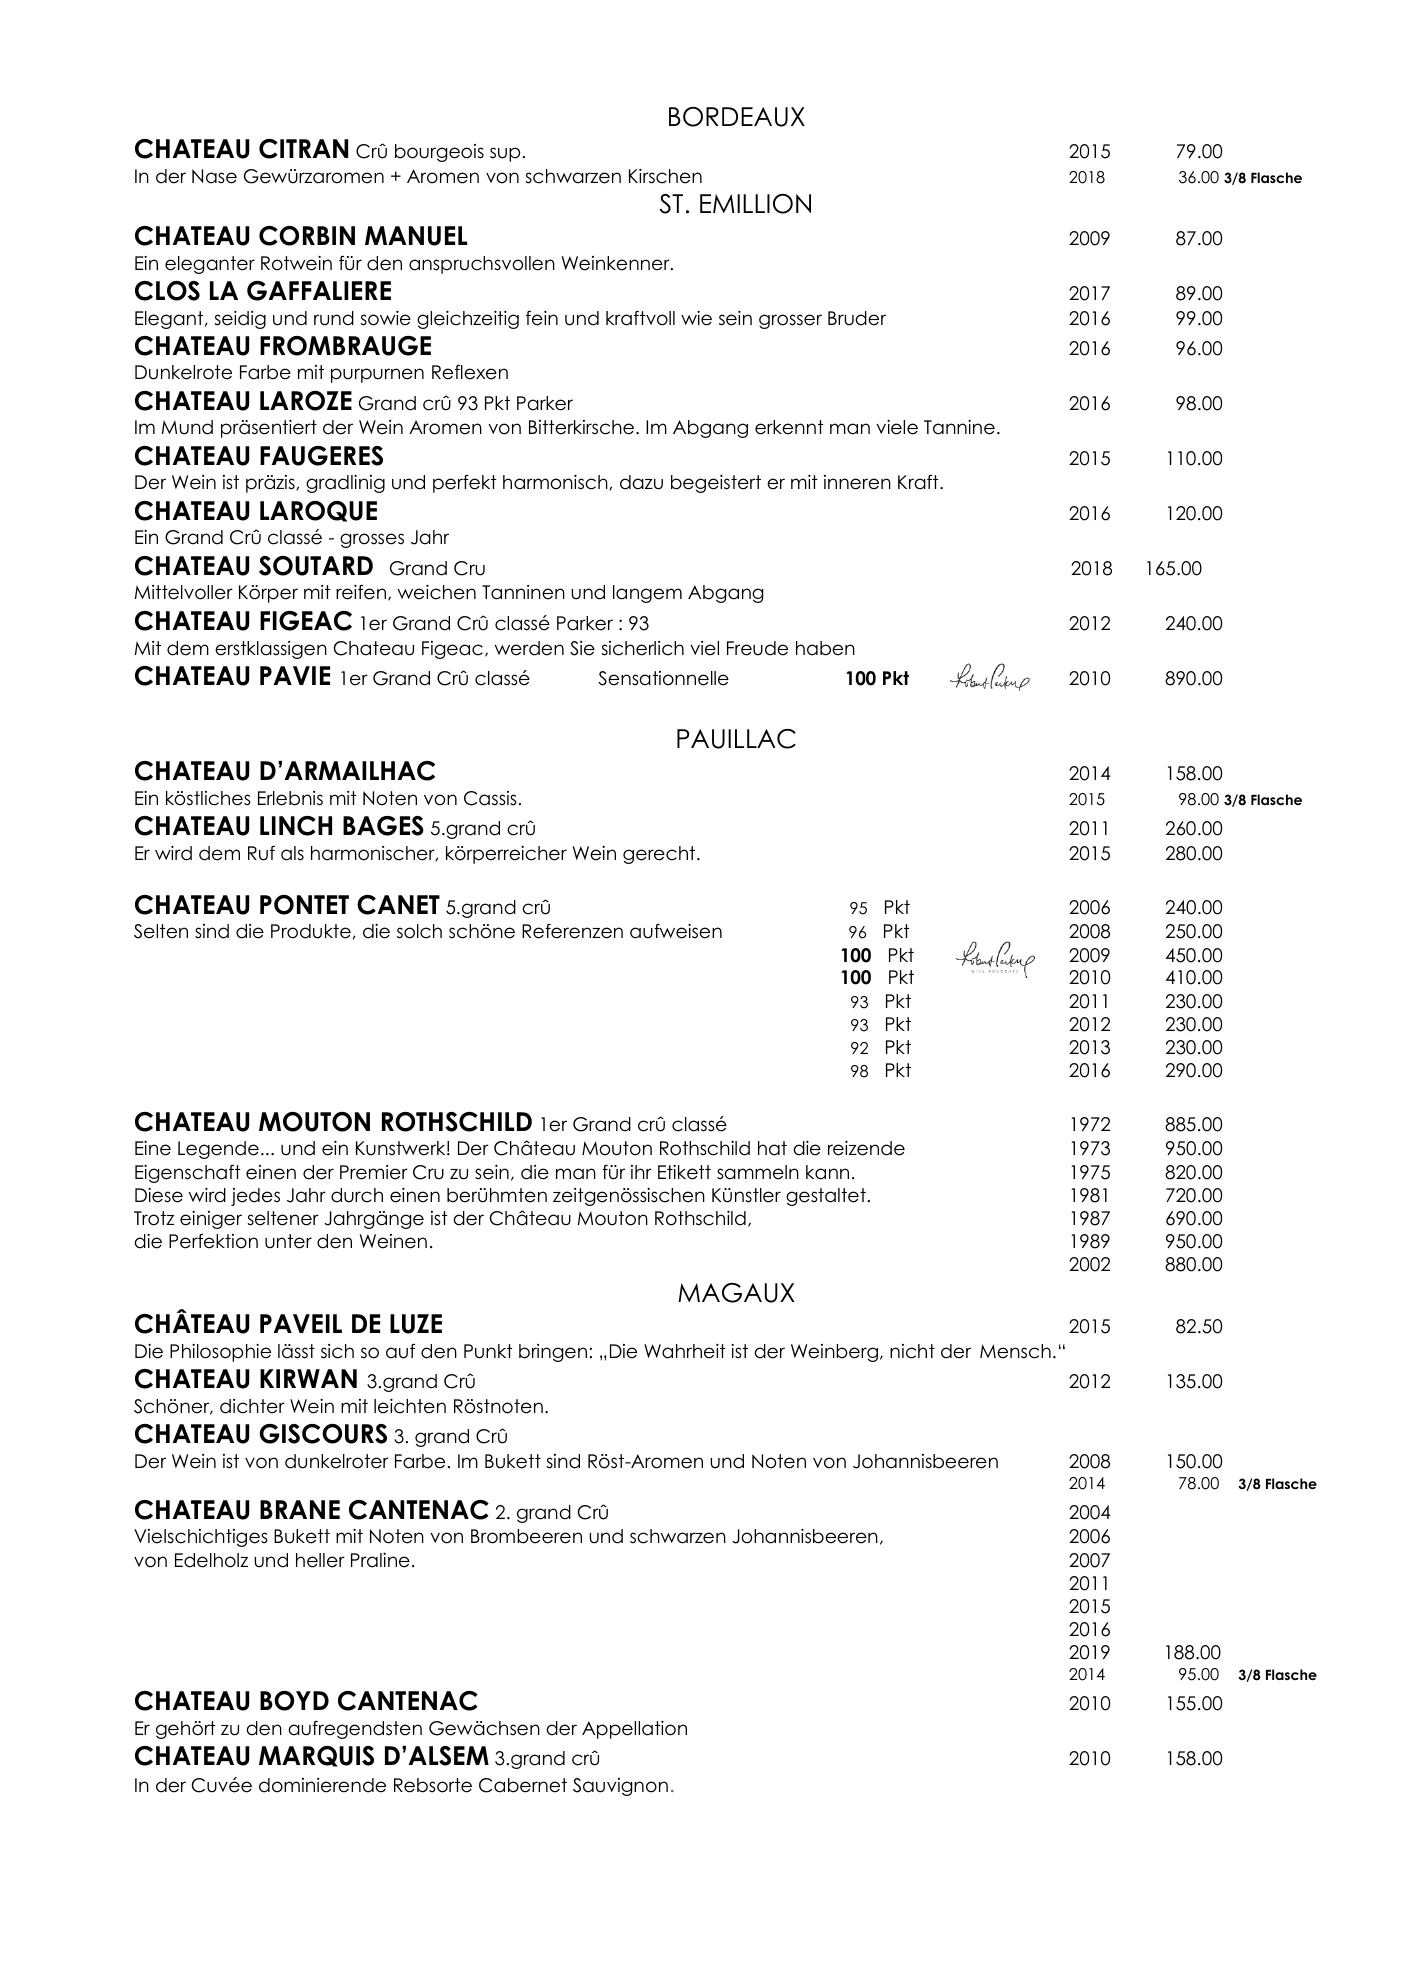 BORDEAUX
CHATEAU CITRAN Crû bourgeois sup. 2015 79.00
In der Nase Gewürzaromen + Aromen von schwarzen Kirschen 2018 36.00 3/8 Flasche
ST. EMILLION
CHATEAU CORBIN MANUEL 2009 87.00
Ein eleganter Rotwein für den anspruchsvollen Weinkenner.
CLOS LA GAFFALIERE 2017 89.00
Elegant, seidig und rund sowie gleichzeitig fein und kraftvoll wie sein grosser Bruder 2016 99.00
CHATEAU FROMBRAUGE 2016 96.00
Dunkelrote Farbe mit purpurnen Reflexen
CHATEAU LAROZE Grand crû 93 Pkt Parker 2016 98.00
Im Mund präsentiert der Wein Aromen von Bitterkirsche. Im Abgang erkennt man viele Tannine.
CHATEAU FAUGERES 2015 110.00
Der Wein ist präzis, gradlinig und perfekt harmonisch, dazu begeistert er mit inneren Kraft.
CHATEAU LAROQUE 2016 120.00
Ein Grand Crû classé - grosses Jahr
CHATEAU SOUTARD Grand Cru 2018 165.00
Mittelvoller Körper mit reifen, weichen Tanninen und langem Abgang
CHATEAU FIGEAC 1er Grand Crû classé Parker : 93 2012 240.00
Mit dem erstklassigen Chateau Figeac, werden Sie sicherlich viel Freude haben
CHATEAU PAVIE 1er Grand Crû classé Sensationnelle 100 Pkt Robert Parker 2010 890.00
PAUILLAC
CHATEAU D’ARMAILHAC 2014 158.00
Ein köstliches Erlebnis mit Noten von Cassis. 2015 98.00 3/8 Flasche
CHATEAU LINCH BAGES 5.grand crû 2011 260.00
Er wird dem Ruf als harmonischer, körperreicher Wein gerecht. 2015 280.00
CHATEAU PONTET CANET 5.grand crû 95 Pkt 2006 240.00
Selten sind die Produkte, die solch schöne Referenzen aufweisen 96 Pkt 2008 250.00
100 Pkt Robert Parker 2009 450.00
WINE ADVOCATE
100 Pkt 2010 410.00
93 Pkt 2011 230.00
93 Pkt 2012 230.00
92 Pkt 2013 230.00
98 Pkt 2016 290.00
CHATEAU MOUTON ROTHSCHILD 1er Grand crû classé 1972 885.00
Eine Legende... und ein Kunstwerk! Der Château Mouton Rothschild hat die reizende 1973 950.00
Eigenschaft einen der Premier Cru zu sein, die man für ihr Etikett sammeln kann. 1975 820.00
Diese wird jedes Jahr durch einen berühmten zeitgenössischen Künstler gestaltet. 1981 720.00
Trotz einiger seltener Jahrgänge ist der Château Mouton Rothschild, 1987 690.00
die Perfektion unter den Weinen. 1989 950.00
2002 880.00
MAGAUX
CHÂTEAU PAVEIL DE LUZE 2015 82.50
Die Philosophie lässt sich so auf den Punkt bringen: „Die Wahrheit ist der Weinberg, nicht der Mensch.“
CHATEAU KIRWAN 3.grand Crû 2012 135.00
Schöner, dichter Wein mit leichten Röstnoten.
CHATEAU GISCOURS 3. grand Crû
Der Wein ist von dunkelroter Farbe. Im Bukett sind Röst-Aromen und Noten von Johannisbeeren 2008 150.00
2014 78.00 3/8 Flasche
CHATEAU BRANE CANTENAC 2. grand Crû 2004
Vielschichtiges Bukett mit Noten von Brombeeren und schwarzen Johannisbeeren, 2006
von Edelholz und heller Praline. 2007
2011
2015
2016
2019 188.00
2014 95.00 3/8 Flasche
CHATEAU BOYD CANTENAC 2010 155.00
Er gehört zu den aufregendsten Gewächsen der Appellation
CHATEAU MARQUIS D’ALSEM 3.grand crû 2010 158.00
In der Cuvée dominierende Rebsorte Cabernet Sauvignon.